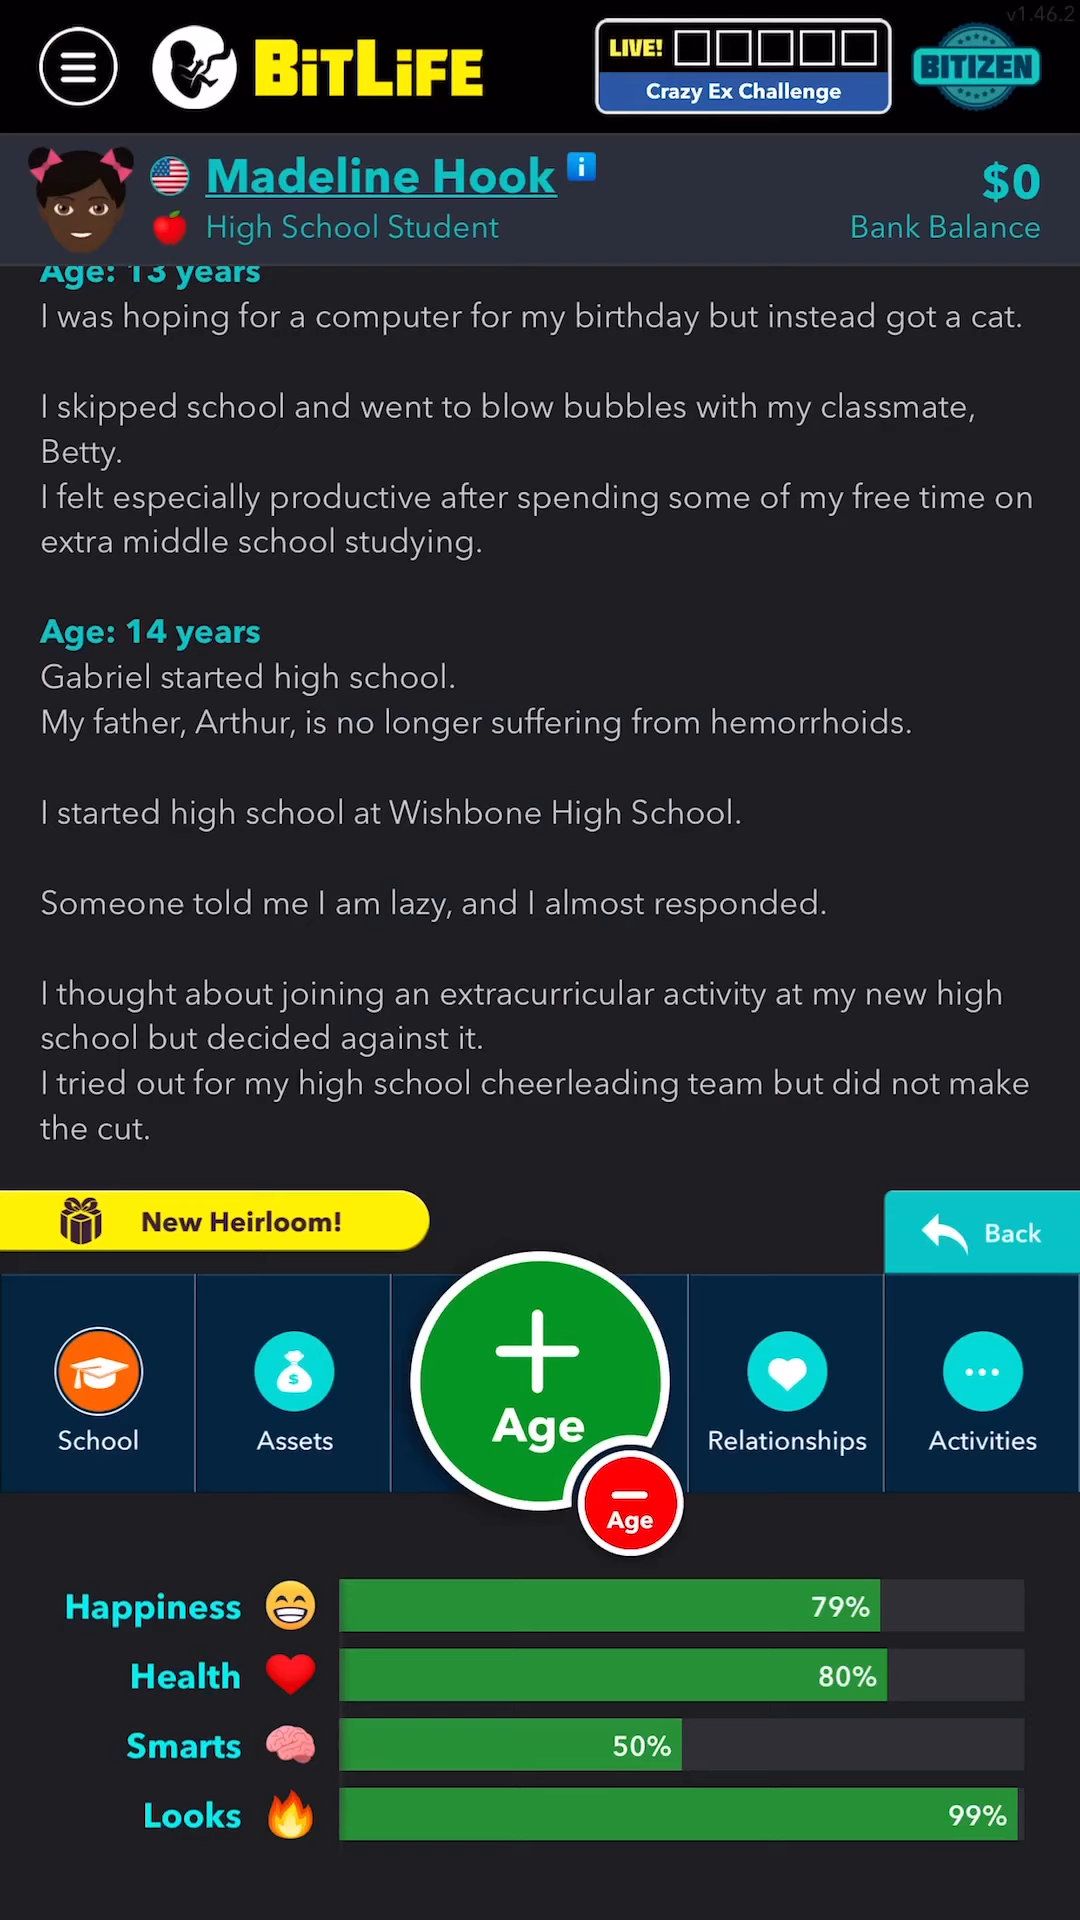 v1.46.2
BiTLiFE
LIVE!
Crazy Ex Challenge
BITIZEN
Madeline Hook
High School Student
$0
Bank Balance
Age: 13 years
I was hoping for a computer for my birthday but instead got a cat.
I skipped school and went to blow bubbles with my classmate,
Betty.
I felt especially productive after spending some of my free time on
extra middle school studying.
Age: 14 years
Gabriel started high school.
My father, Arthur, is no longer suffering from hemorrhoids.
I started high school at Wishbone High School.
Someone told me I am lazy, and I almost responded.
I thought about joining an extracurricular activity at my new high
school but decided against it.
I tried out for my high school cheerleading team but did not make
the cut.
New Heirloom!
Back
School
Assets
Age
Relationships
Activities
Age
Happiness 79%
Health 80%
Smarts 50%
Looks 99%